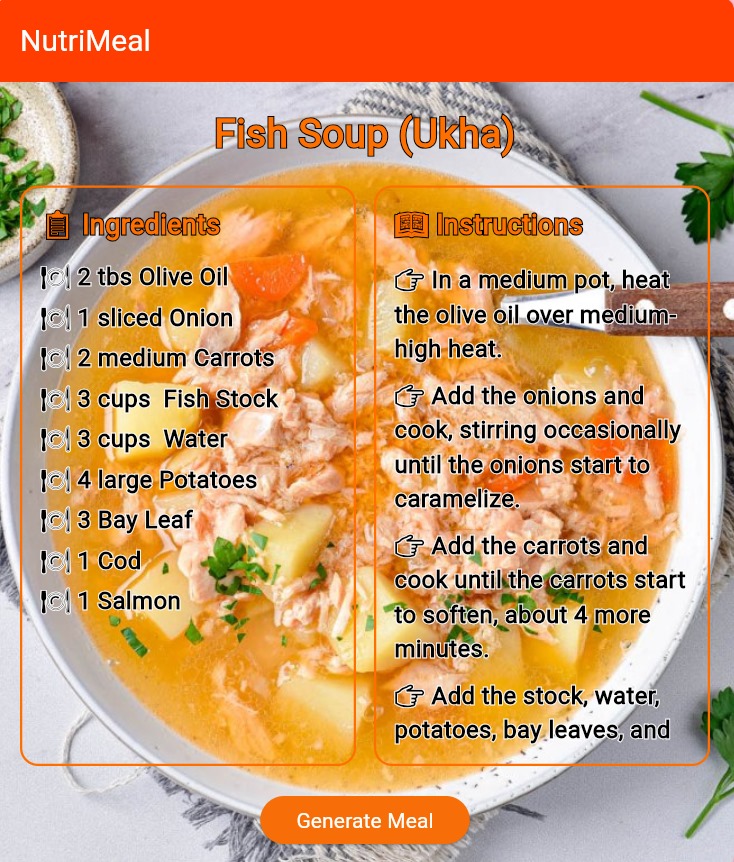 NutriMeal
Fish Soup (Ukha)
Ingredients
2 tbs Olive Oil
1 sliced Onion
2 medium Carrots
3 cups  Fish Stock
3 cups  Water
4 large Potatoes
3 Bay Leaf
1 Cod
1 Salmon
Instructions
In a medium pot, heat
the olive oil over medium-
high heat.
Add the onions and
cook, stirring occasionally
until the onions start to
caramelize.
Add the carrots and
cook until the carrots start
to soften, about 4 more
minutes.
Add the stock, water,
potatoes, bay leaves, and
Generate Meal